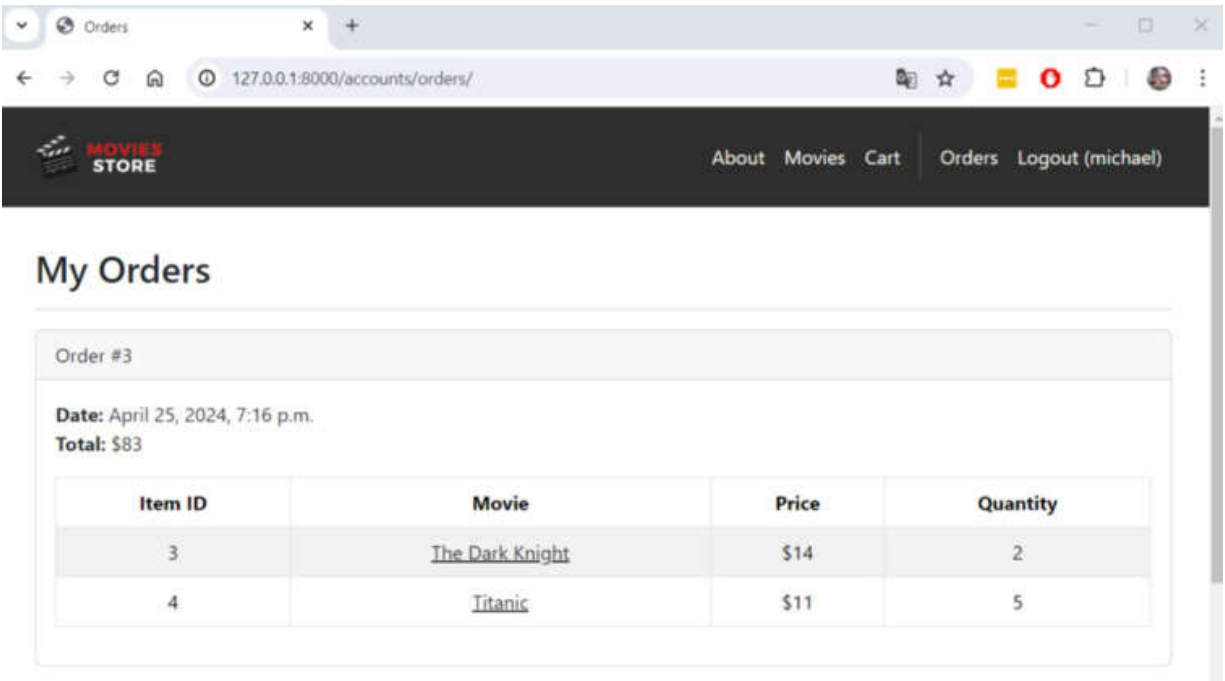 Orders
127.0.0.1:8000/accounts/orders/
MOVIES
STORE
About Movies Cart Orders Logout (michael)
My Orders
Order #3
Date: April 25, 2024, 7:16 p.m.
Total: $83
Item ID Movie Price Quantity
3 The Dark Knight $14 2
4 Titanic $11 5